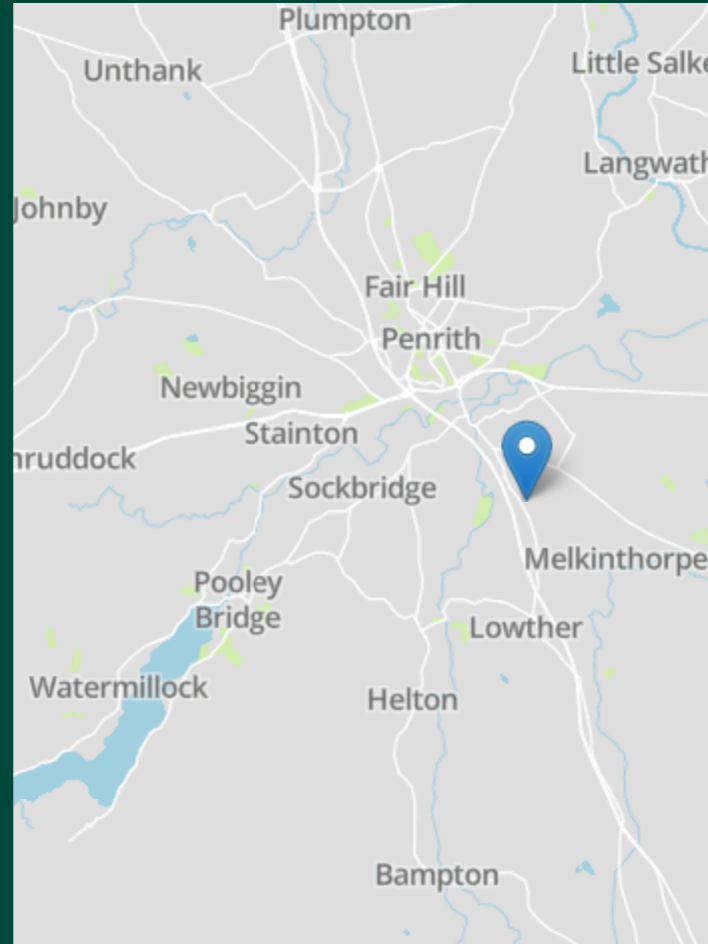 Plumpton
Unthank
Little Salke
Langwath
Johnby
Fair Hill
Penrith
Newbiggin
Stainton
hruddock
Sockbridge
Melkinthorpe
Pooley
Bridge
Lowther
Watermillock
Helton
Bampton